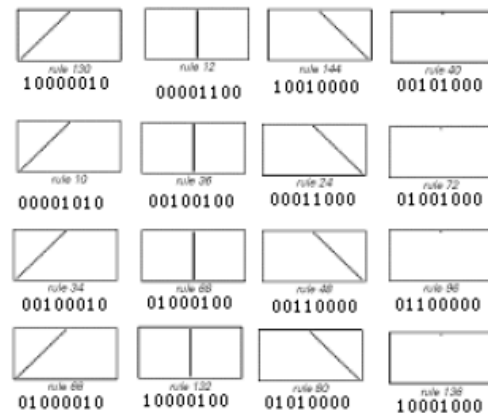 rule 130
rule 12
rule 144
rule 40
10000010
00001100
10010000
00101000
rule 10
rule 36
rule 24
rule 72
00001010
00100100
00011000
01001000
rule 34
rule 68
rule 48
rule 96
00100010
01000100
00110000
01100000
rule 66
rule 132
rule 80
rule 136
01000010
10000100
01010000
10001000